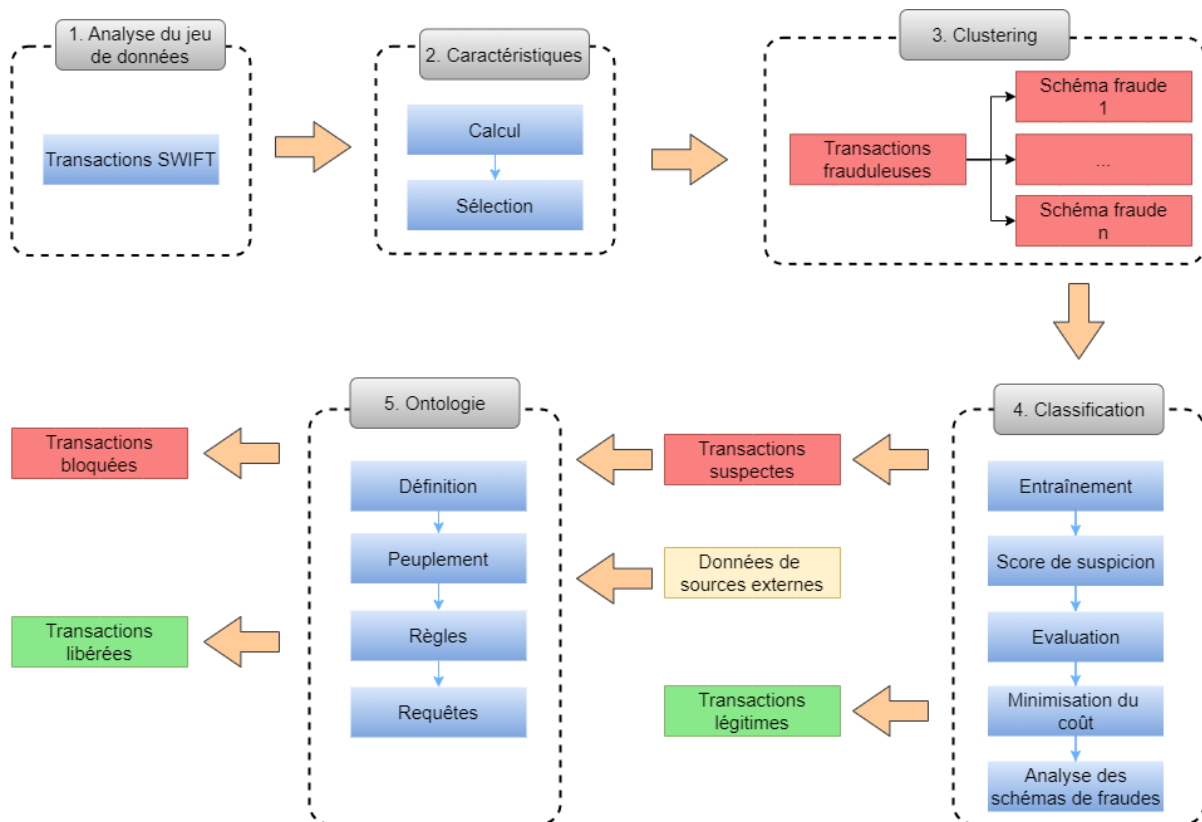 1. Analyse du jeu
de données
Transactions SWIFT
2. Caractéristiques
Calcul
Sélection
3. Clustering
Transactions
frauduleuses
Schéma fraude
1
...
Schéma fraude
n
4. Classification
Entraînement
Score de suspicion
Evaluation
Minimisation du
coût
Analyse des
schémas de fraudes
Transactions
suspectes
Données de
sources externes
Transactions
légitimes
5. Ontologie
Définition
Peuplement
Règles
Requêtes
Transactions
bloquées
Transactions
libérées